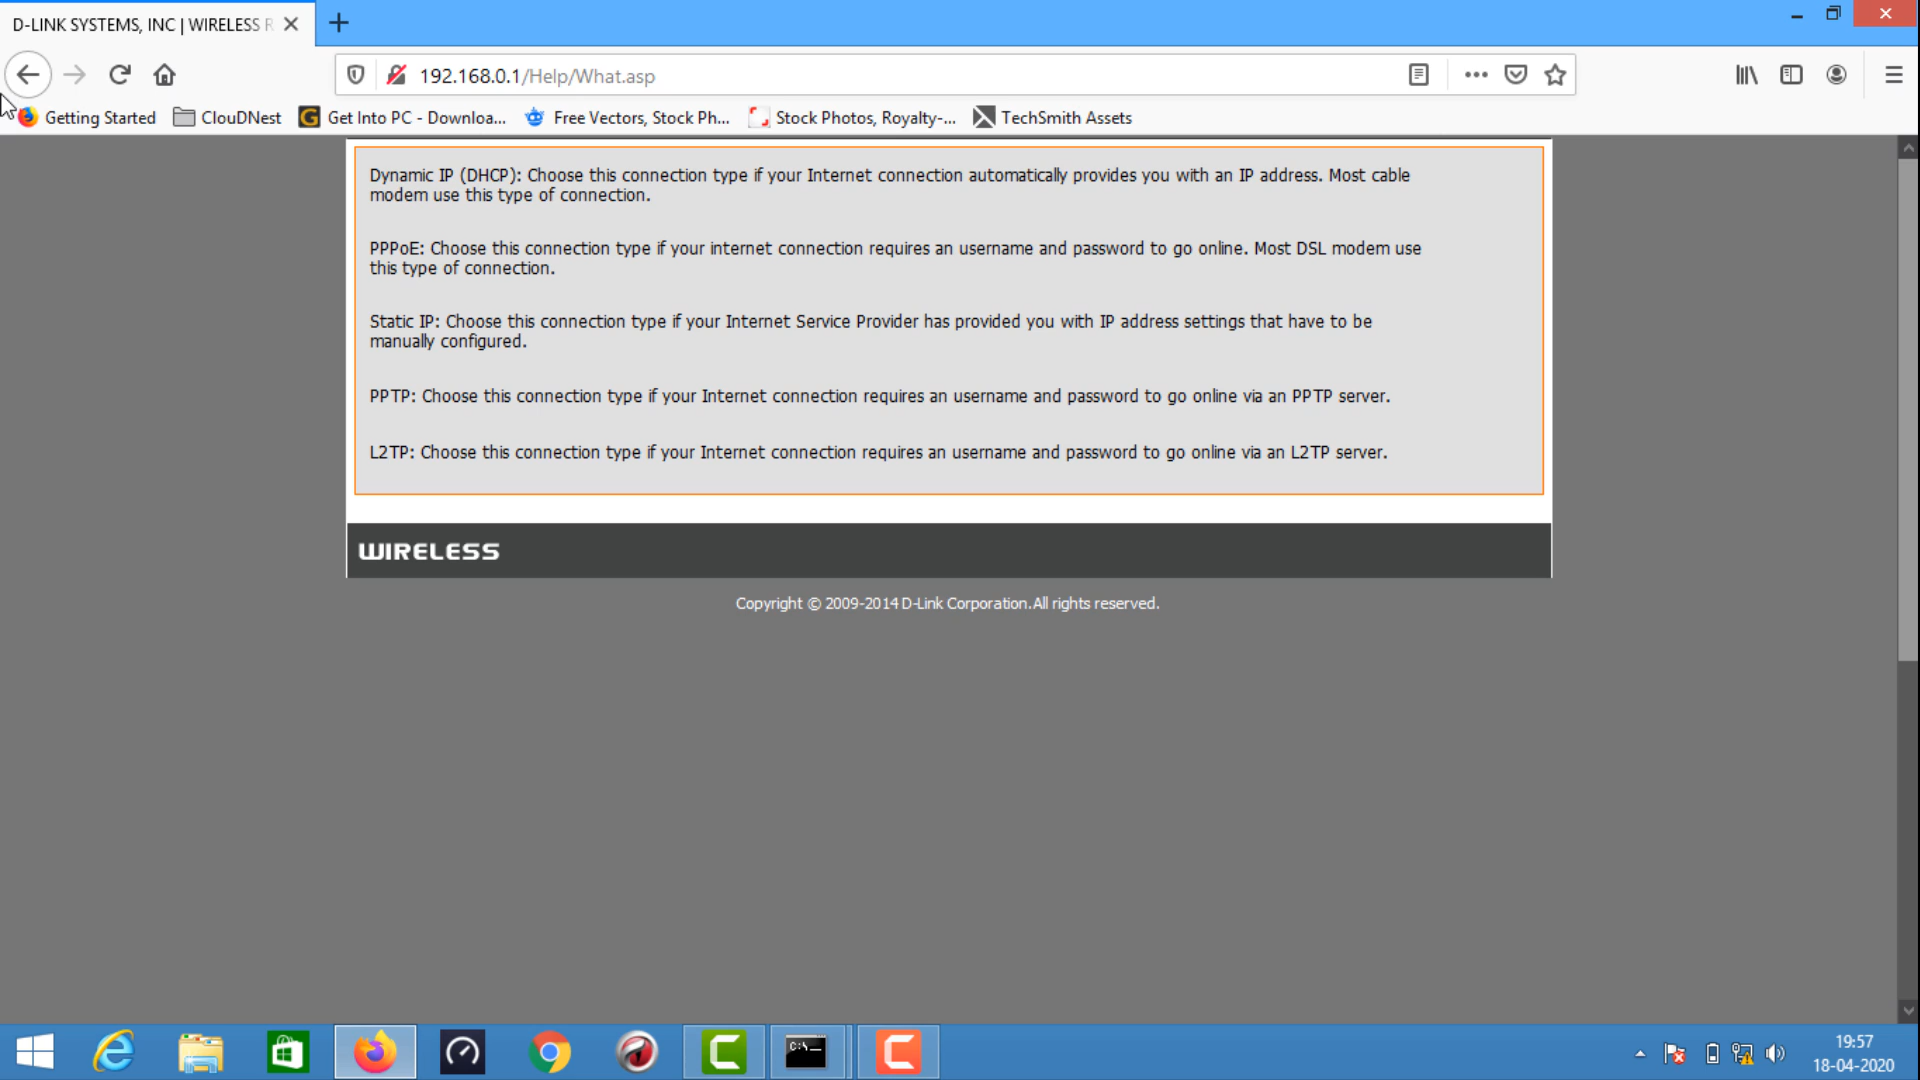 D-LINK SYSTEMS, INC | WIRELESS R
192.168.0.1/Help/What.asp
Getting Started
ClouDNest
Get Into PC - Downloa...
Free Vectors, Stock Ph...
Stock Photos, Royalty-...
TechSmith Assets
Dynamic IP (DHCP): Choose this connection type if your Internet connection automatically provides you with an IP address. Most cable
modem use this type of connection.
PPPoE: Choose this connection type if your internet connection requires an username and password to go online. Most DSL modem use
this type of connection.
Static IP: Choose this connection type if your Internet Service Provider has provided you with IP address settings that have to be
manually configured.
PPTP: Choose this connection type if your Internet connection requires an username and password to go online via an PPTP server.
L2TP: Choose this connection type if your Internet connection requires an username and password to go online via an L2TP server.
WIRELESS
Copyright © 2009-2014 D-Link Corporation.All rights reserved.
19:57
18-04-2020